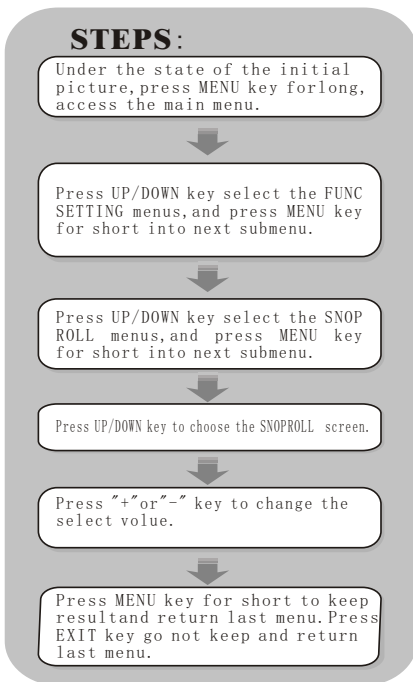 STEPS:
Under the state of the initial
picture,press MENU key forlong,
access the main menu.
Press UP/DOWN key select the FUNC
SETTING menus,and press MENU key
for short into next submenu.
Press UP/DOWN key select the SNOP
ROLL menus,and press MENU key
for short into next submenu.
Press UP/DOWN key to choose the SNOPROLL screen.
Press "+"or"-" key to change the
select volue.
Press MENU key for short to keep
resultand return last menu.Press
EXIT key go not keep and return
last menu.